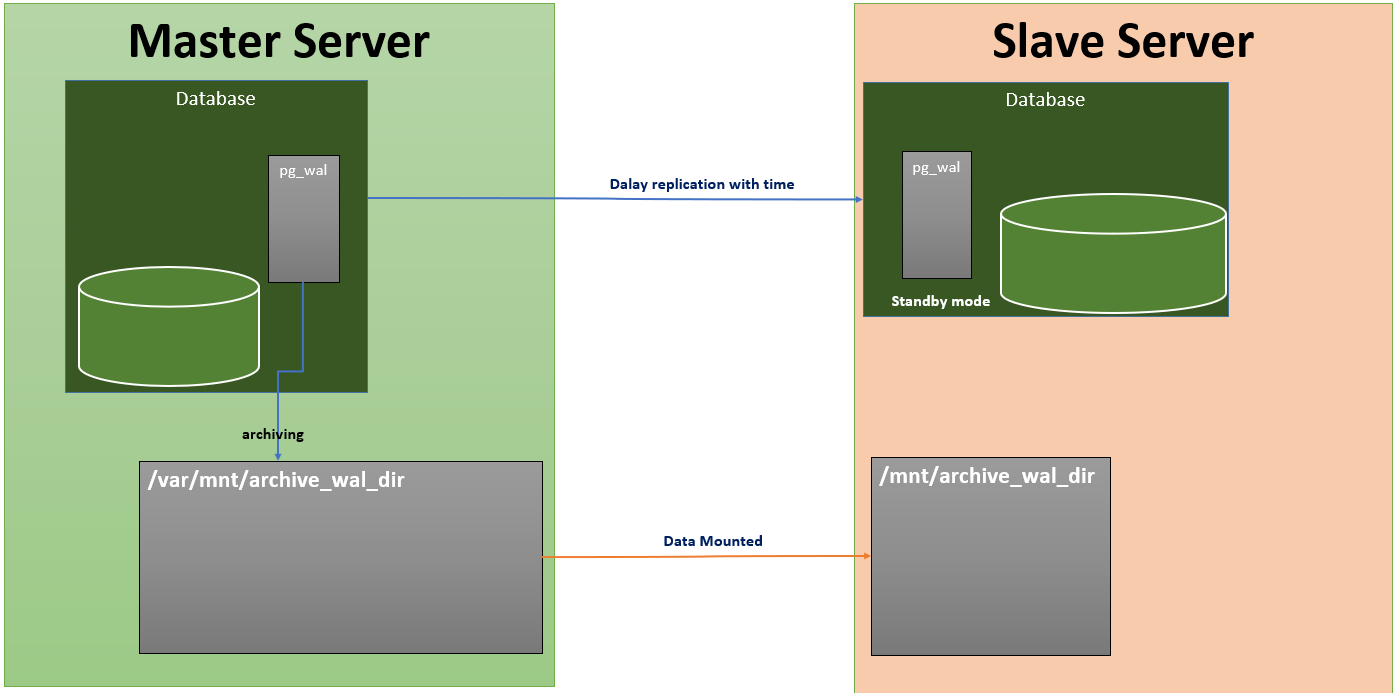 Master Server
Database
pg_wal
archiving
/var/mnt/archive_wal_dir
Dalay replication with time
Data Mounted
Slave Server
Database
pg_wal
Standby mode
/mnt/archive_wal_dir